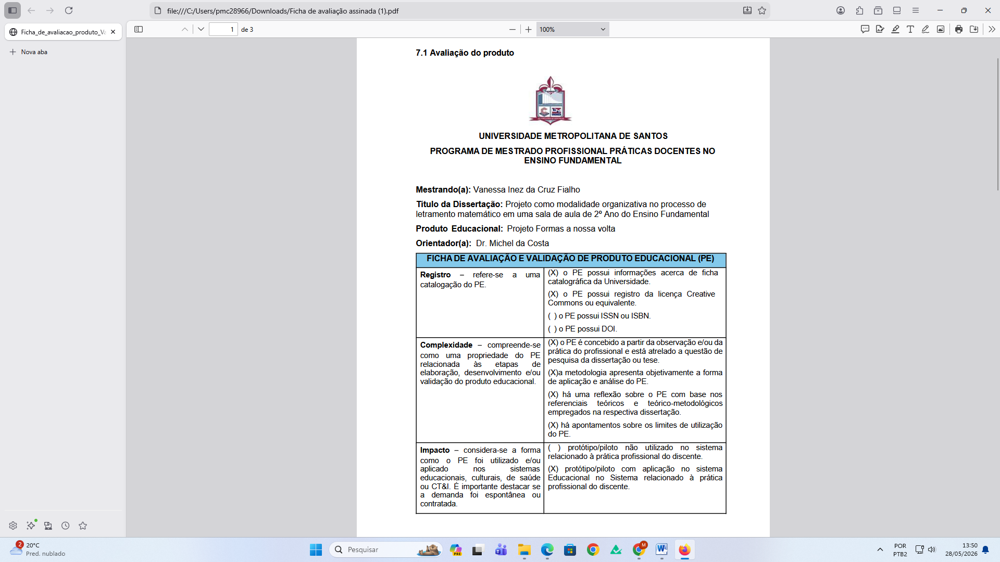 file:///C:/Users/pmc28966/Downloads/Ficha de avaliação assinada (1).pdf
Ficha_de_avaliacao_produto_Va
Nova aba
1 de 3
100%
7.1 Avaliação do produto
UNIVERSIDADE METROPOLITANA DE SANTOS
PROGRAMA DE MESTRADO PROFISSIONAL PRÁTICAS DOCENTES NO
ENSINO FUNDAMENTAL
Mestrando(a): Vanessa Inez da Cruz Fialho
Título da Dissertação: Projeto como modalidade organizativa no processo de
letramento matemático em uma sala de aula de 2º Ano do Ensino Fundamental
Produto Educacional: Projeto Formas a nossa volta
Orientador(a): Dr. Michel da Costa
FICHA DE AVALIAÇÃO E VALIDAÇÃO DE PRODUTO EDUCACIONAL (PE)
Registro – refere-se a uma
catalogação do PE.
(X) o PE possui informações acerca de ficha
catalográfica da Universidade.
(X) o PE possui registro da licença Creative
Commons ou equivalente.
( ) o PE possui ISSN ou ISBN.
( ) o PE possui DOI.
Complexidade – compreende-se
como uma propriedade do PE
relacionada às etapas de
elaboração, desenvolvimento e/ou
validação do produto educacional.
(X) o PE é concebido a partir da observação e/ou da
prática do profissional e está atrelado a questão de
pesquisa da dissertação ou tese.
(X)a metodologia apresenta objetivamente a forma
de aplicação e análise do PE.
(X) há uma reflexão sobre o PE com base nos
referenciais teóricos e teórico-metodológicos
empregados na respectiva dissertação.
(X) há apontamentos sobre os limites de utilização
do PE.
Impacto – considera-se a forma
como o PE foi utilizado e/ou
aplicado nos sistemas
educacionais, culturais, de saúde
ou CT&I. É importante destacar se
a demanda foi espontânea ou
contratada.
( ) protótipo/piloto não utilizado no sistema
relacionado à prática profissional do discente.
(X) protótipo/piloto com aplicação no sistema
Educacional no Sistema relacionado à prática
profissional do discente.
2
20°C
Pred. nublado
Pesquisar
PRE
M
POR
PTB2
13:50
28/05/2026